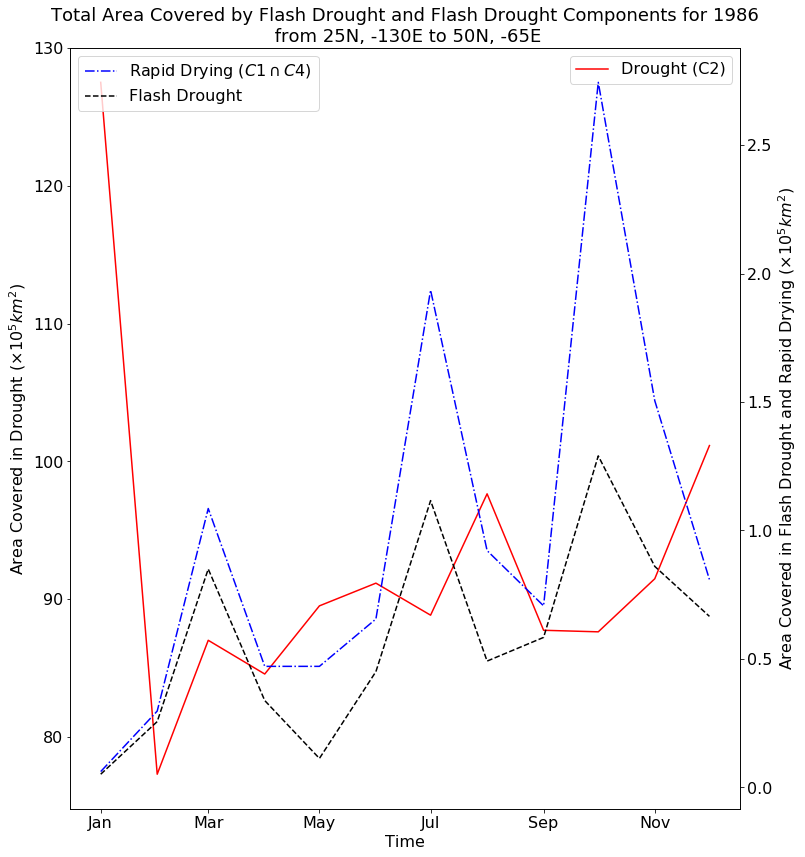 Total Area Covered by Flash Drought and Flash Drought Components for 1986
from 25N, -130E to 50N, -65E
Rapid Drying (C1 ∩ C4)
Flash Drought
Drought (C2)
Area Covered in Drought (×10⁵km²)
130
120
110
100
90
80
2.5
2.0
1.5
1.0
0.5
0.0
Area Covered in Flash Drought and Rapid Drying (×10⁵km²)
Jan Mar May Jul Sep Nov
Time